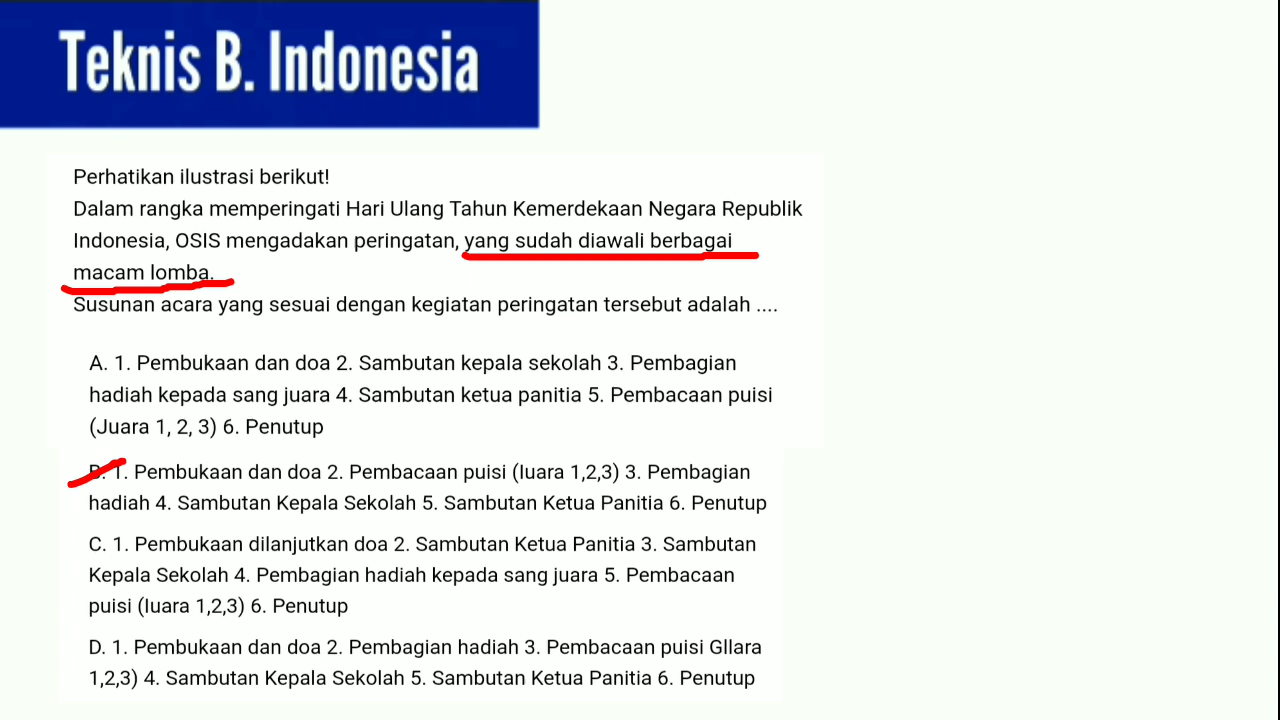 Teknis B. Indonesia
Perhatikan ilustrasi berikut!
Dalam rangka memperingati Hari Ulang Tahun Kemerdekaan Negara Republik
Indonesia, OSIS mengadakan peringatan, yang sudah diawali berbagai
macam lomba.
Susunan acara yang sesuai dengan kegiatan peringatan tersebut adalah ....
A. 1. Pembukaan dan doa 2. Sambutan kepala sekolah 3. Pembagian
hadiah kepada sang juara 4. Sambutan ketua panitia 5. Pembacaan puisi
(Juara 1, 2, 3) 6. Penutup
B. 1. Pembukaan dan doa 2. Pembacaan puisi (Iuara 1,2,3) 3. Pembagian
hadiah 4. Sambutan Kepala Sekolah 5. Sambutan Ketua Panitia 6. Penutup
C. 1. Pembukaan dilanjutkan doa 2. Sambutan Ketua Panitia 3. Sambutan
Kepala Sekolah 4. Pembagian hadiah kepada sang juara 5. Pembacaan
puisi (Iuara 1,2,3) 6. Penutup
D. 1. Pembukaan dan doa 2. Pembagian hadiah 3. Pembacaan puisi Gllara
1,2,3) 4. Sambutan Kepala Sekolah 5. Sambutan Ketua Panitia 6. Penutup